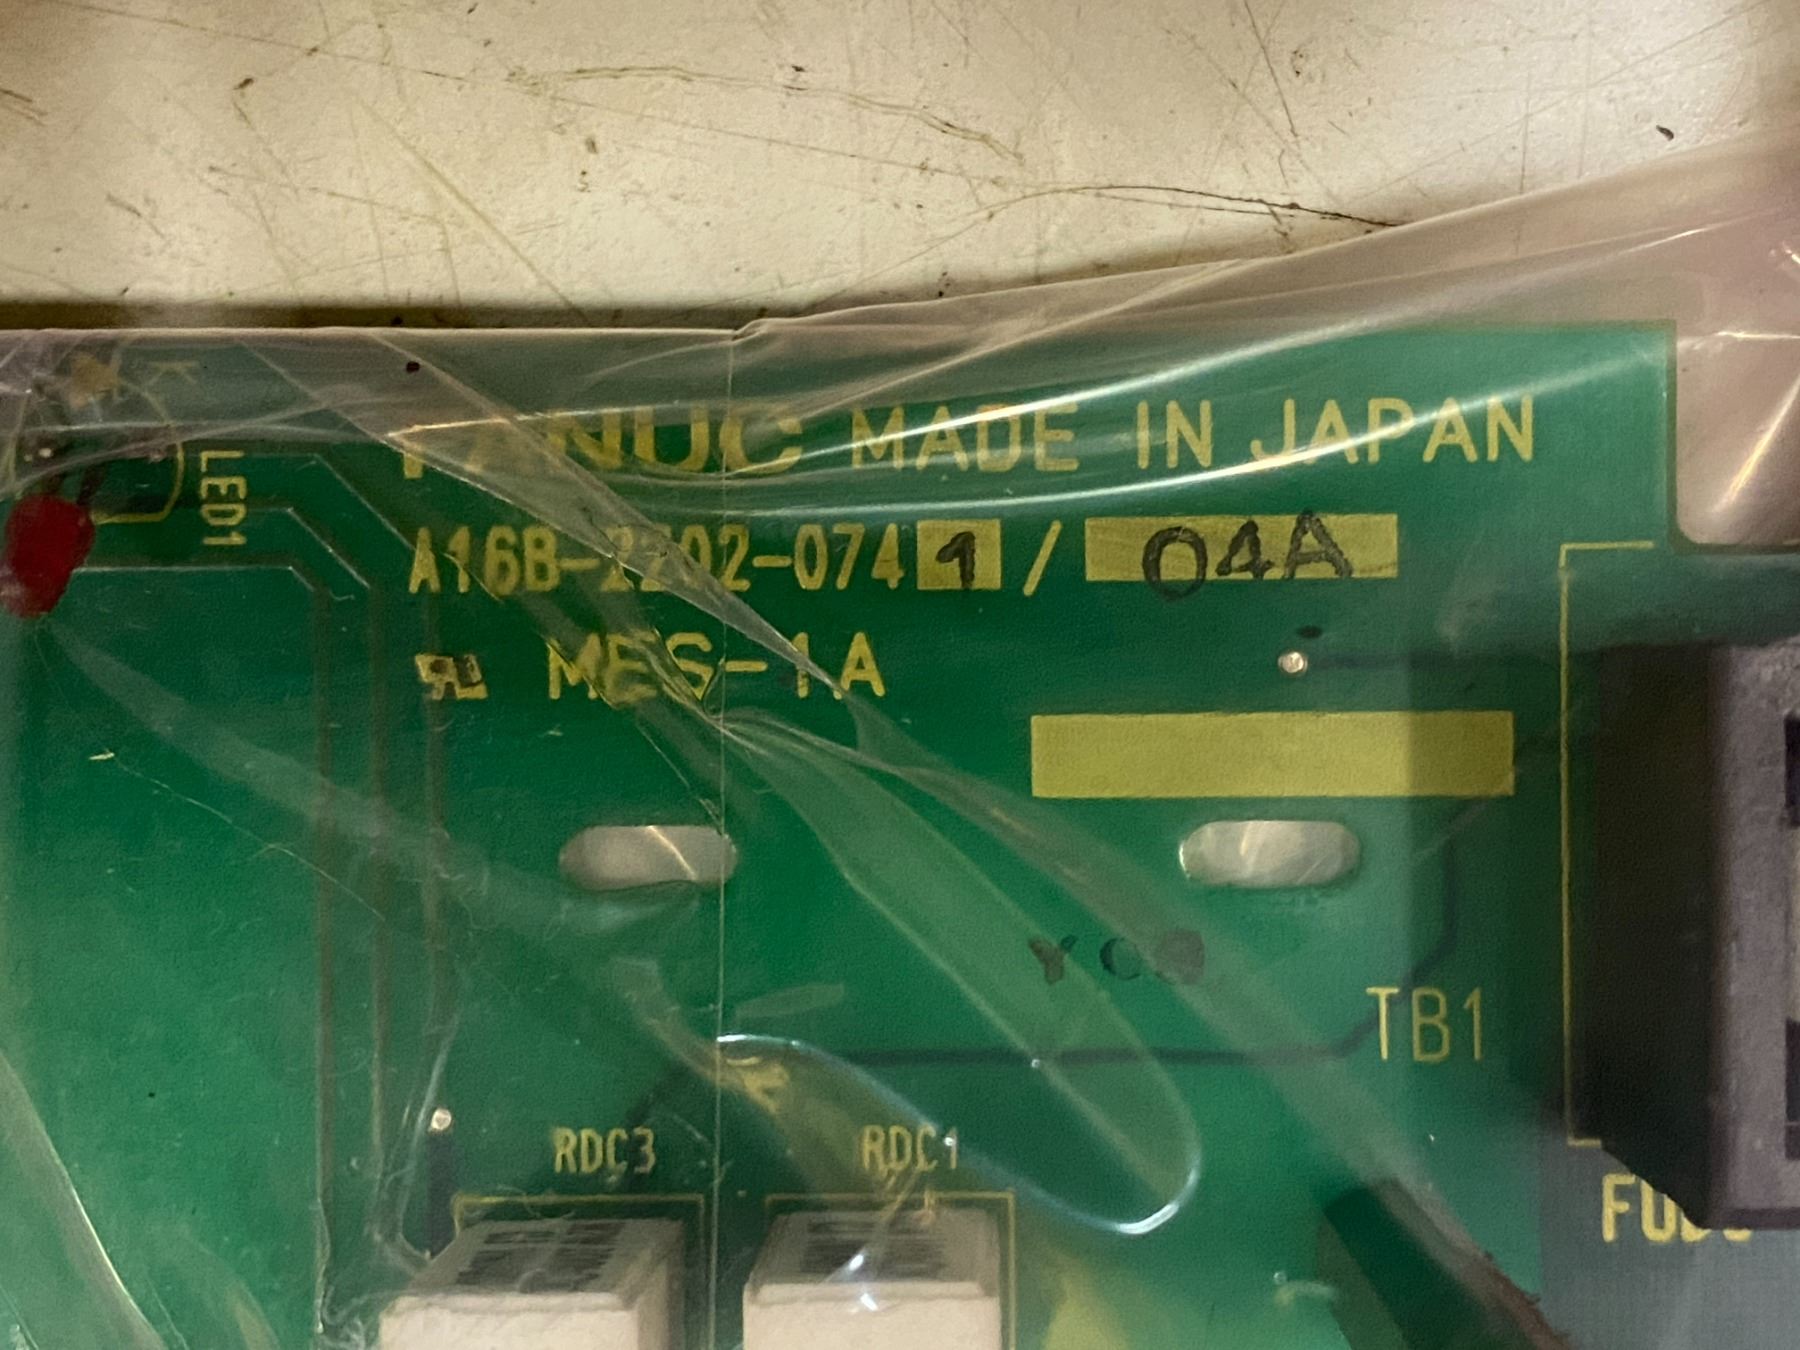 K
LED1
FANUC MADE IN JAPAN
A16B-2202-0741/04A
MES-1A
TB1
RDC3 RDC1